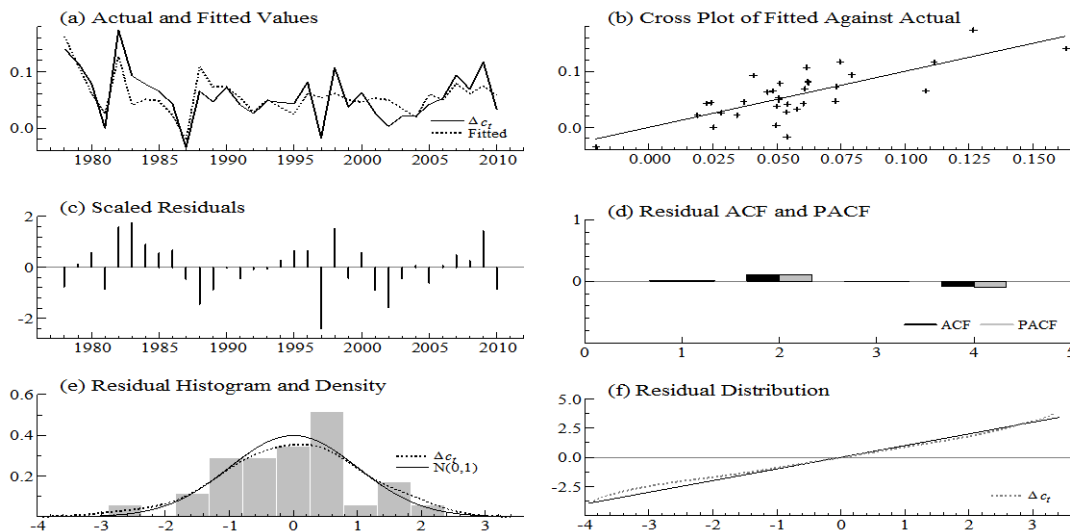 (a) Actual and Fitted Values
0.1
0.0
Δcₜ
Fitted
1980 1985 1990 1995 2000 2005 2010
(b) Cross Plot of Fitted Against Actual
0.1
0.0
0.000 0.025 0.050 0.075 0.100 0.125 0.150
(c) Scaled Residuals
2
0
-2
1980 1985 1990 1995 2000 2005 2010
(d) Residual ACF and PACF
1
0
ACF PACF
0 1 2 3 4 5
(e) Residual Histogram and Density
0.6
0.4
0.2
Δcₜ
N(0,1)
-4 -3 -2 -1 0 1 2 3
(f) Residual Distribution
5.0
2.5
0.0
-2.5
Δcₜ
-4 -3 -2 -1 0 1 2 3